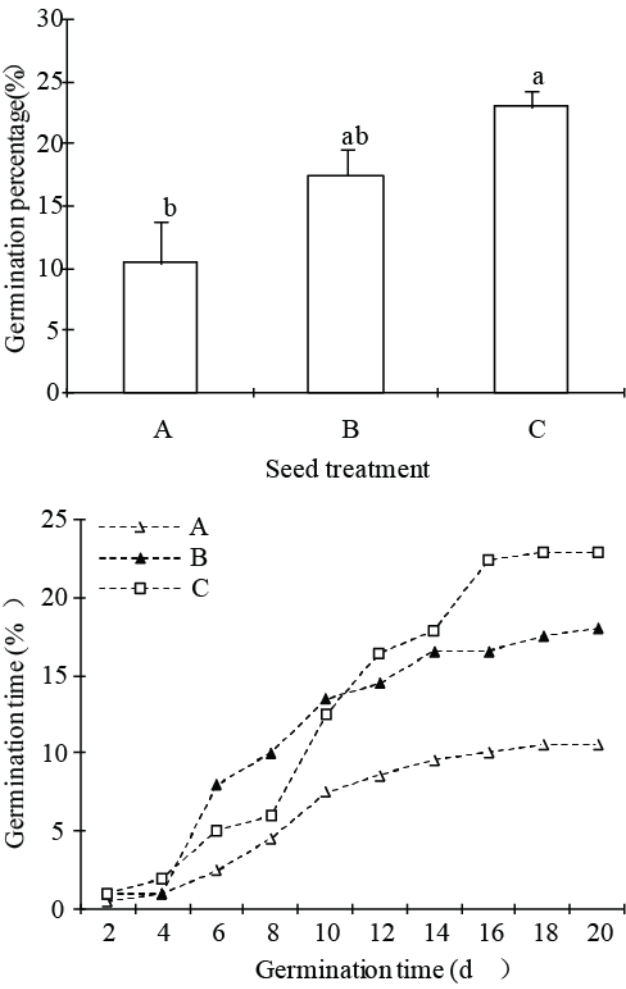 Germination percentage(%)
30
25
20
15
10
5
0
b
ab
a
A B C
Seed treatment
Germination time (% )
25
20
15
10
5
0
A
B
C
2 4 6 8 10 12 14 16 18 20
Germination time (d )